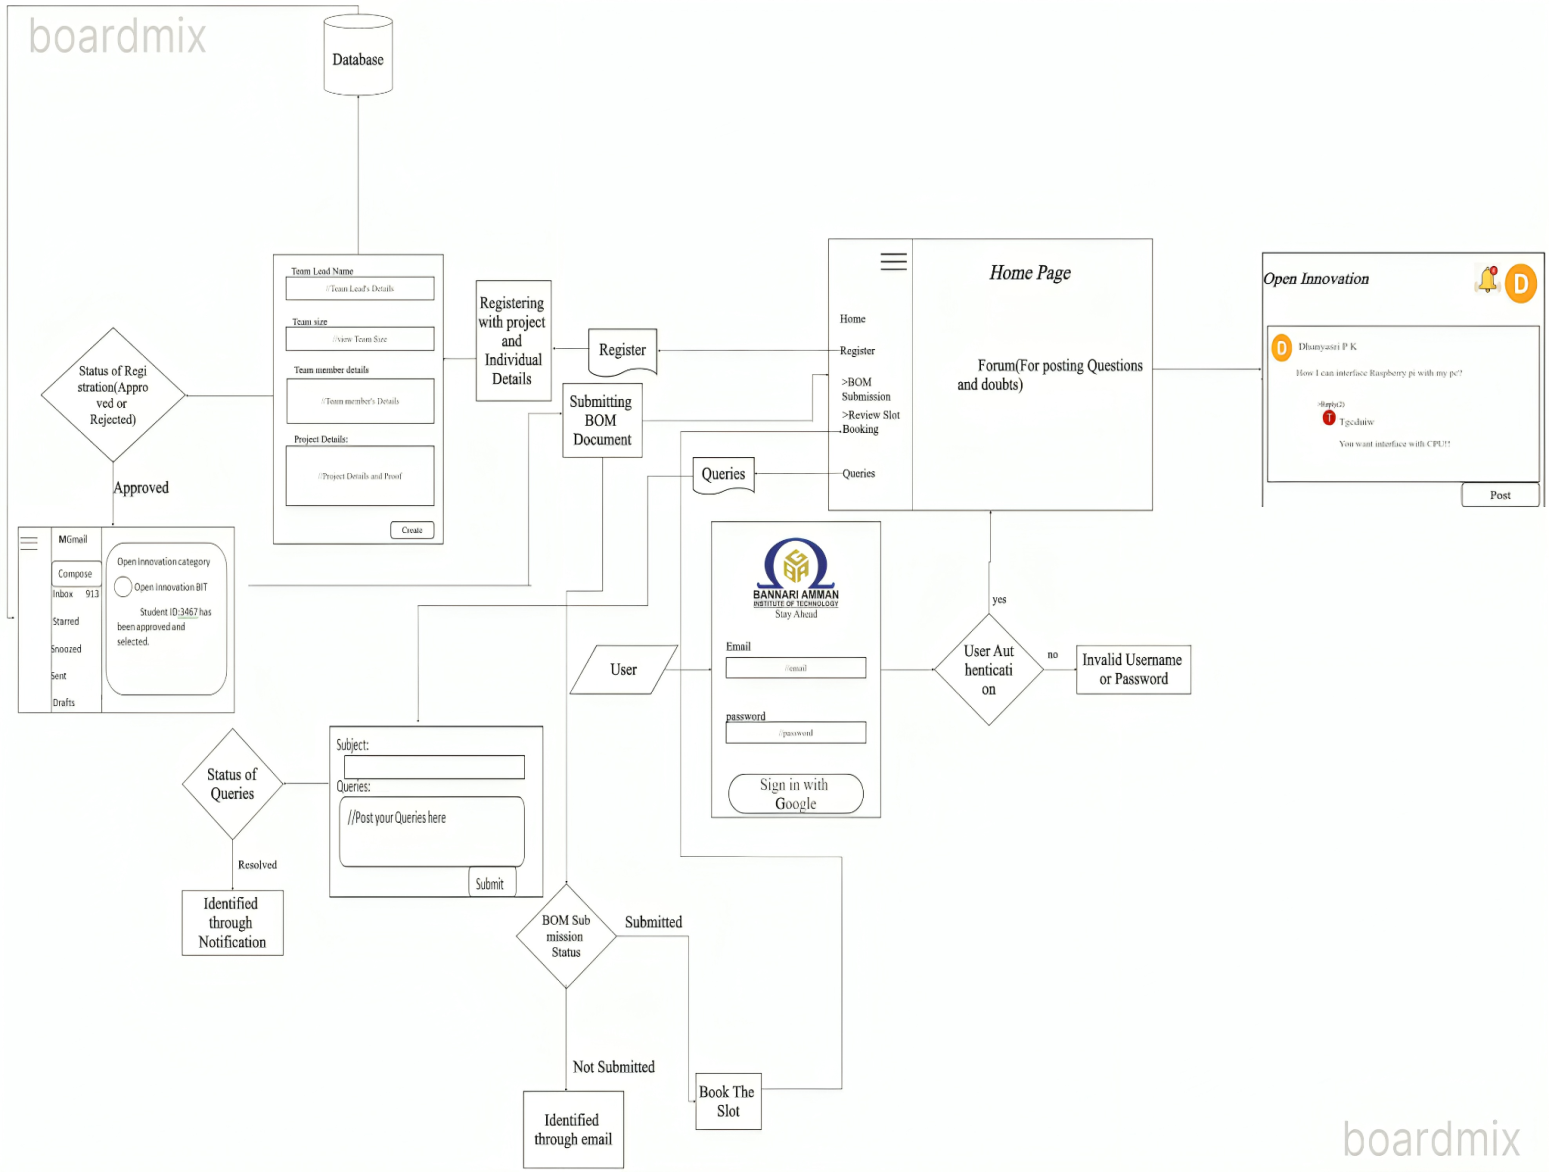 boardmix
Database
Team Lead Name
//Team Lead's Details
Team size
//view Team Size
Team member details
//Team member's Details
Project Details:
//Project Details and Proof
Create
Registering
with project
and
Individual
Details
Register
Submitting
BOM
Document
Queries
Home Page
Home
Register
>BOM
Submission
>Review Slot
Booking
Queries
Forum(For posting Questions
and doubts)
Open Innovation
D
D
Dhanyasri P K
How I can interface Raspberry pi with my pc?
>Reply(2)
T
You want interface with CPU!!
Post
Status of Regi
stration(Appro
ved or
Rejected)
Approved
MGmail
Compose
Inbox 913
Starred
Snoozed
Sent
Drafts
Open Innovation category
Open Innovation BIT
Student ID:3467 has
been approved and
selected.
BANNARI AMMAN
INSTITUTE OF TECHNOLOGY
Stay Ahead
Email
//email
password
//password
Sign in with
Google
User
User Aut
henticati
on
yes
no
Invalid Username
or Password
Subject:
Queries:
//Post your Queries here
Submit
Status of
Queries
Resolved
Identified
through
Notification
BOM Sub
mission
Status
Submitted
Not Submitted
Identified
through email
Book The
Slot
boardmix